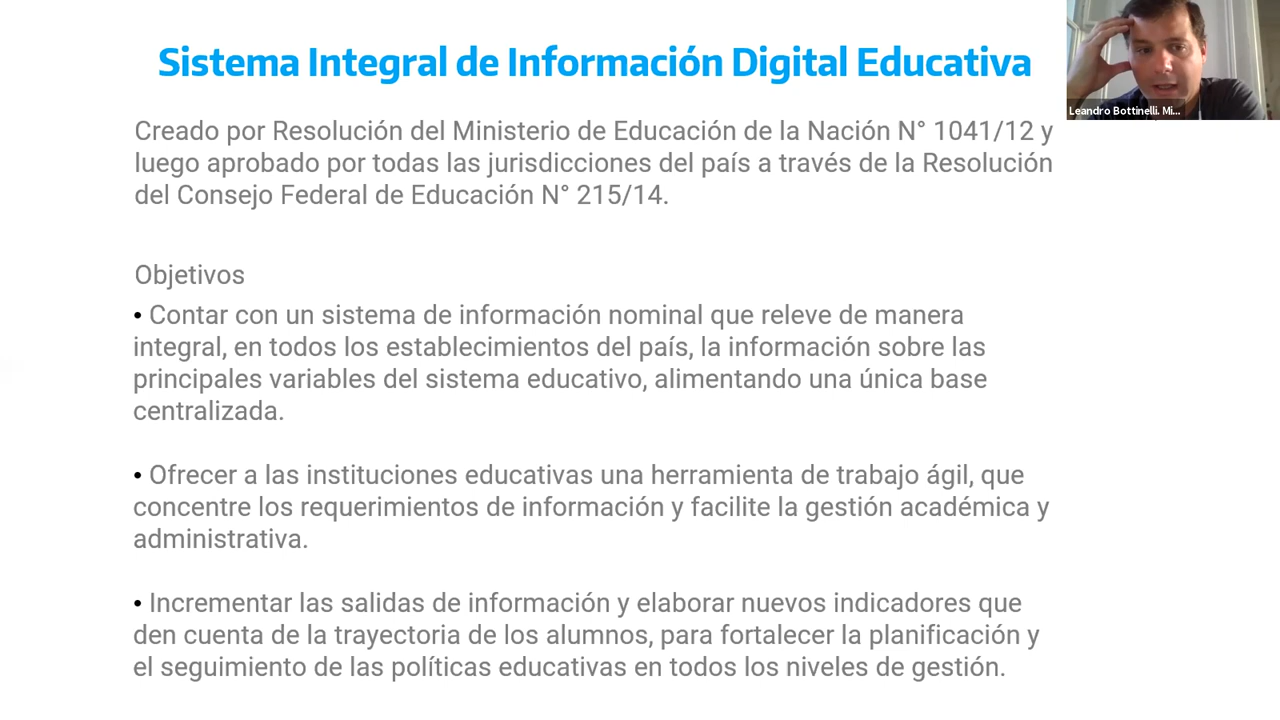 Sistema Integral de Información Digital Educativa
Leandro Bottinelli. Mi...
Creado por Resolución del Ministerio de Educación de la Nación N° 1041/12 y
luego aprobado por todas las jurisdicciones del país a través de la Resolución
del Consejo Federal de Educación N° 215/14.
Objetivos
• Contar con un sistema de información nominal que releve de manera
integral, en todos los establecimientos del país, la información sobre las
principales variables del sistema educativo, alimentando una única base
centralizada.
• Ofrecer a las instituciones educativas una herramienta de trabajo ágil, que
concentre los requerimientos de información y facilite la gestión académica y
administrativa.
• Incrementar las salidas de información y elaborar nuevos indicadores que
den cuenta de la trayectoria de los alumnos, para fortalecer la planificación y
el seguimiento de las políticas educativas en todos los niveles de gestión.